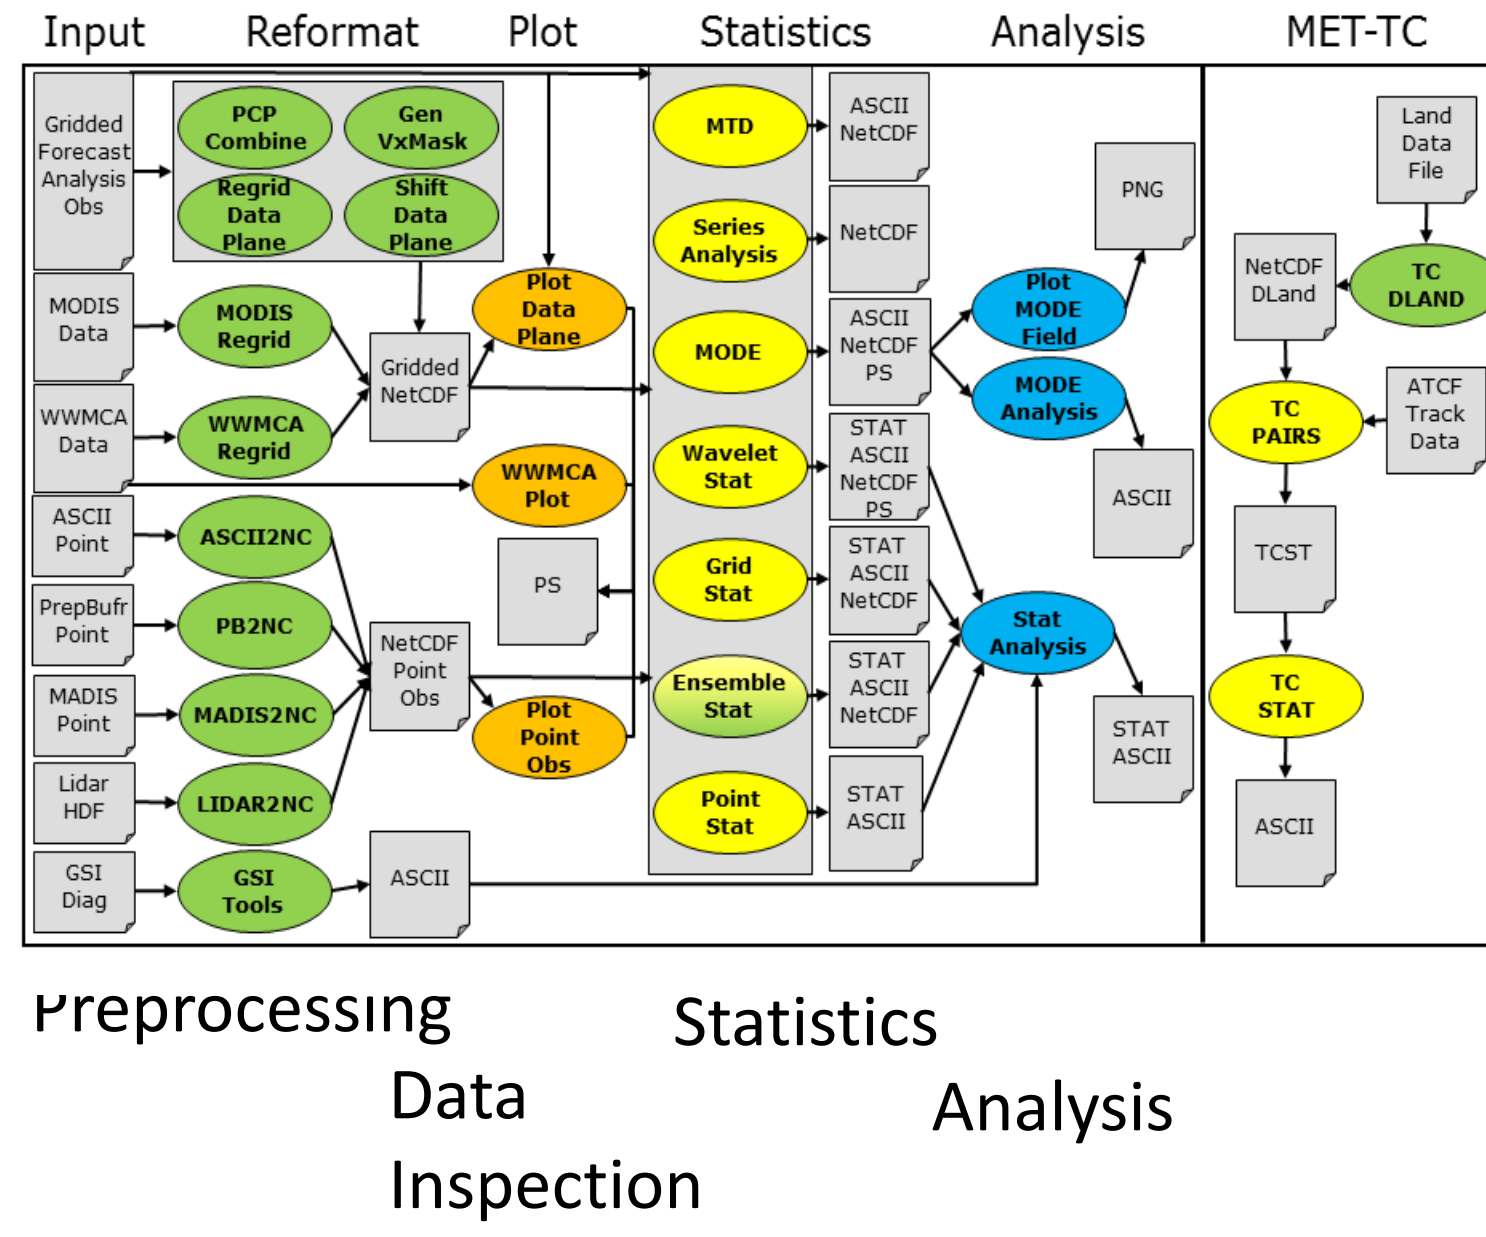 Input Reformat Plot Statistics Analysis MET-TC
Gridded
Forecast
Analysis
Obs
PCP
Combine
Gen
VxMask
Regrid
Data
Plane
Shift
Data
Plane
MODIS
Data
MODIS
Regrid
WWMCA
Data
WWMCA
Regrid
Gridded
NetCDF
Plot
Data
Plane
WWMCA
Plot
ASCII
Point
ASCII2NC
PrepBufr
Point
PB2NC
MADIS
Point
MADIS2NC
Lidar
HDF
LIDAR2NC
GSI
Diag
GSI
Tools
ASCII
NetCDF
Point
Obs
PS
Plot
Point
Obs
MTD
ASCII
NetCDF
Series
Analysis
NetCDF
MODE
ASCII
NetCDF
PS
Wavelet
Stat
STAT
ASCII
NetCDF
PS
Grid
Stat
STAT
ASCII
NetCDF
Ensemble
Stat
STAT
ASCII
NetCDF
Point
Stat
STAT
ASCII
PNG
Plot
MODE
Field
MODE
Analysis
ASCII
Stat
Analysis
STAT
ASCII
Land
Data
File
TC
DLAND
NetCDF
DLand
TC
PAIRS
ATCF
Track
Data
TCST
TC
STAT
ASCII
Preprocessing
Statistics
Data
Inspection
Analysis